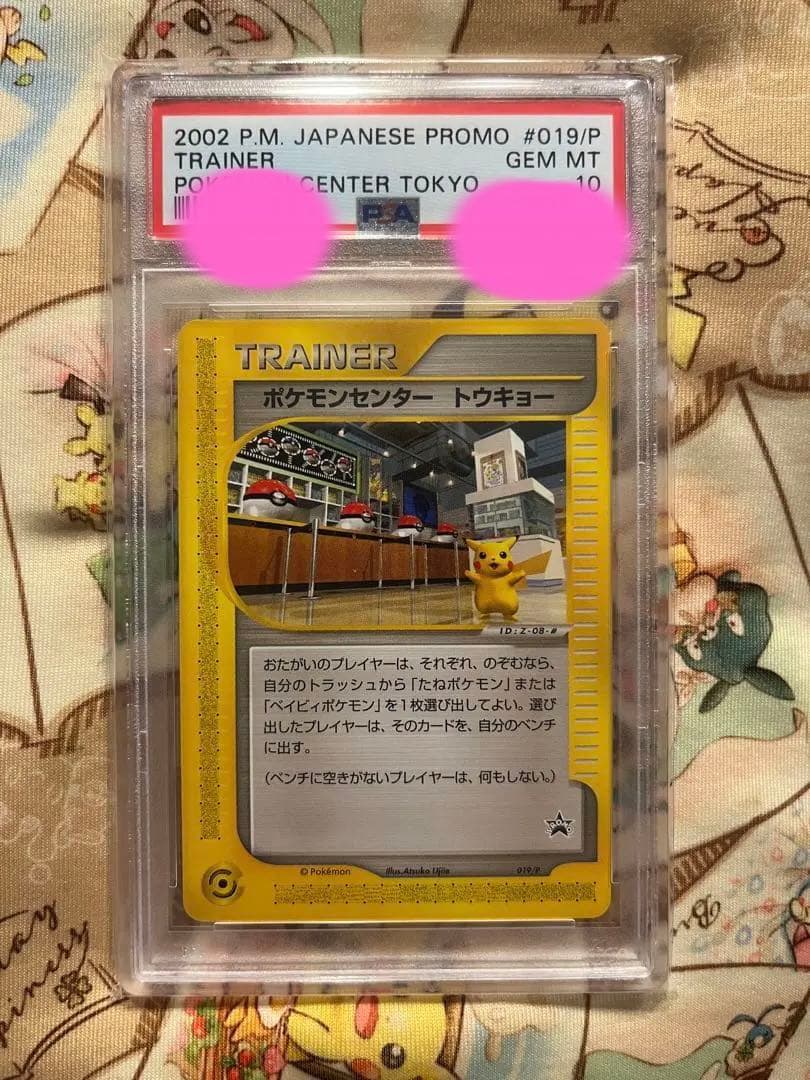 2002 P.M. JAPANESE PROMO #019/P
TRAINER GEM MT
CENTER TOKYO 10
PSA
TRAINER
ポケモンセンター トウキョー
ID:Z-08-#
おたがいのプレイヤーは、それぞれ、のぞむなら、
自分のトラッシュから「たねポケモン」または
「ベイビィポケモン」を1枚選び出してよい。選び
出したプレイヤーは、そのカードを、自分のベンチ
に出す。
(ベンチに空きがないプレイヤーは、何もしない。)
PROMO
© Pokémon illus.Atsuko Ujiie 019/P